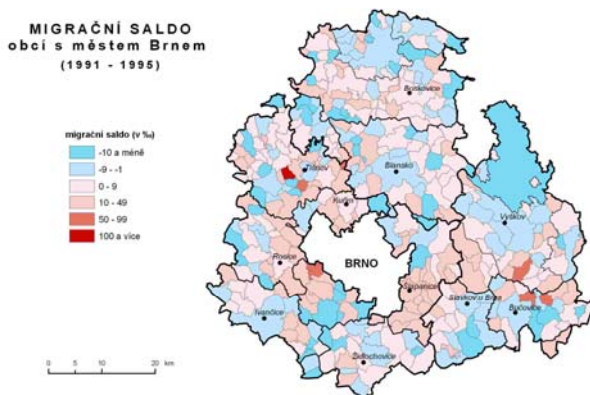 MIGRAČNÍ SALDO
obcí s městem Brnem
(1991 - 1995)
migrační saldo (v ‰)
-10 a méně
-9 - -1
0 - 9
10 - 49
50 - 99
100 a více
Boskovice
Tišnov
Blansko
Kuřim
Vyškov
Rosice
BRNO
Šlapanice
Slavkov u Brna
Bučovice
Ivančice
Židlochovice
0 10 20 km